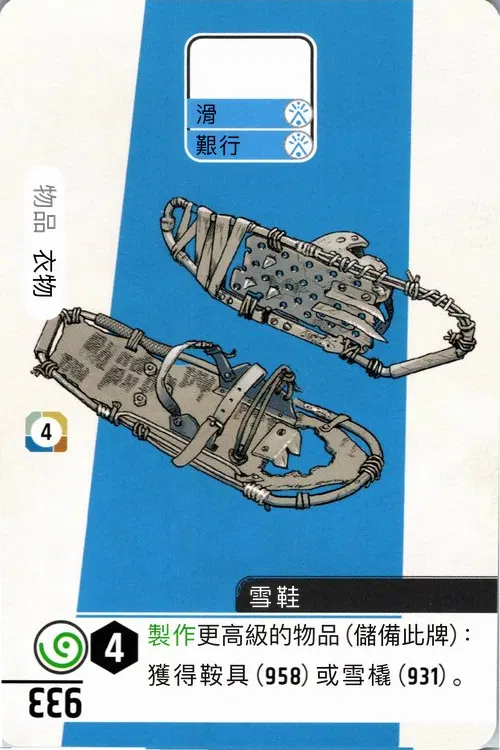 滑
艱行
物品 衣物
4
雪鞋
4 製作更高級的物品(儲備此牌):
獲得鞍具(958)或雪橇(931)。
933